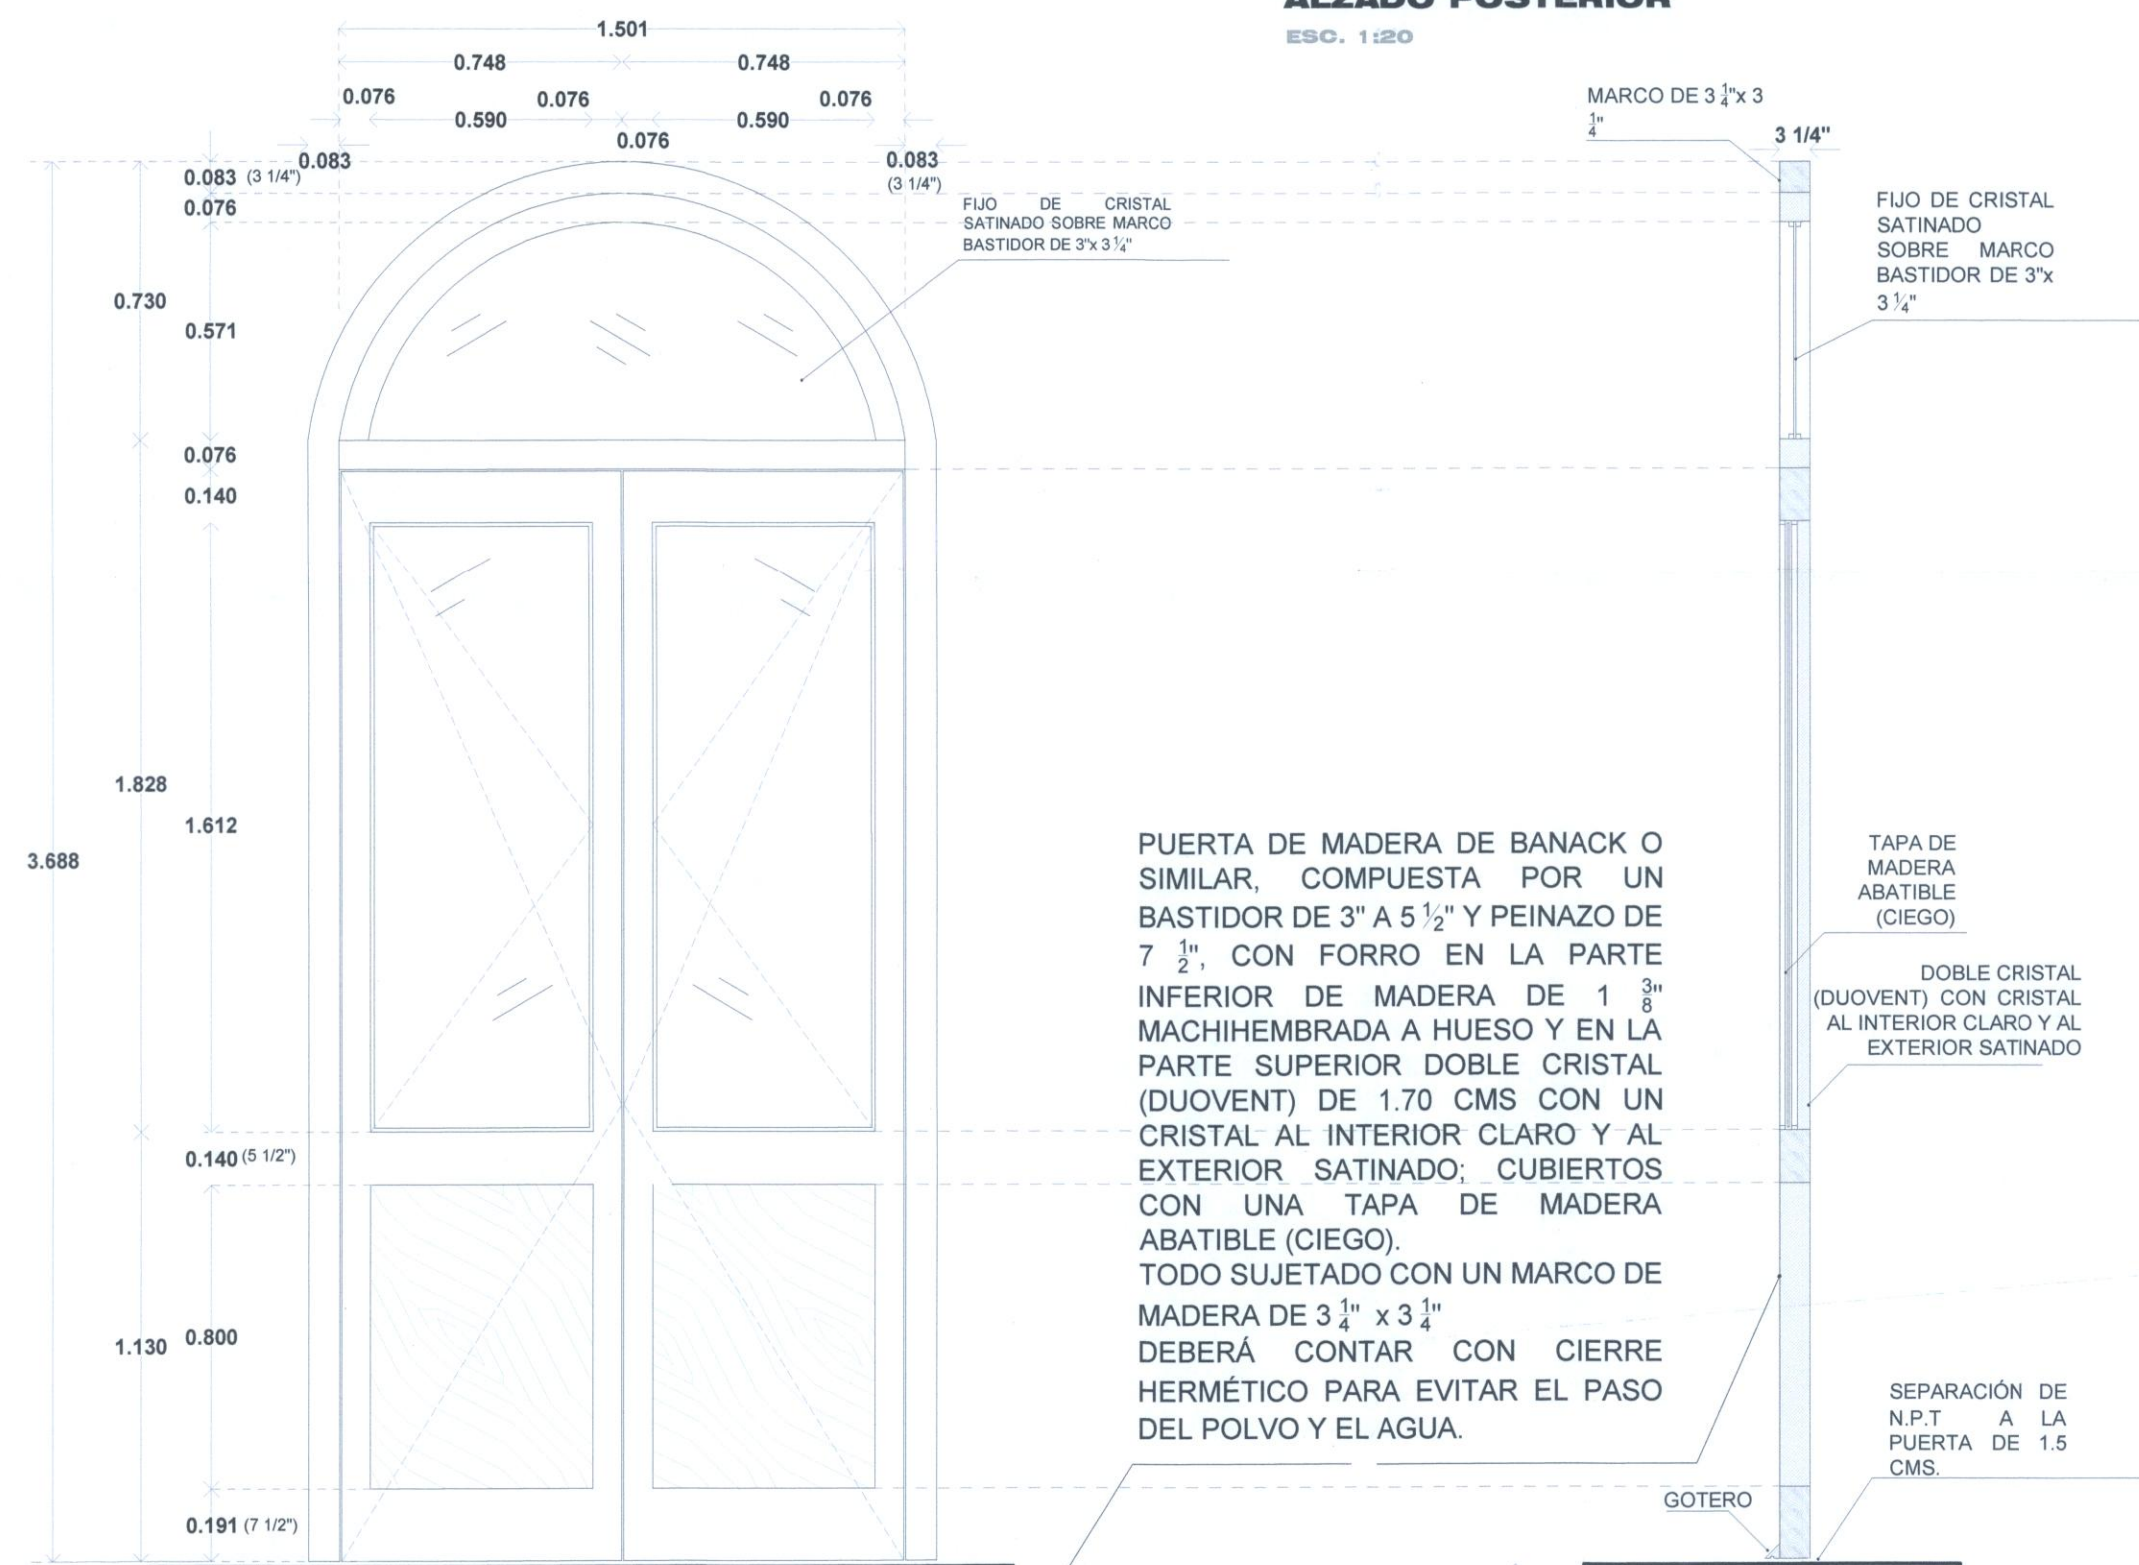 ALZADO POSTERIOR
ESC. 1:20
1.501
0.748 0.748
0.076 0.076 0.076
0.590 0.590
0.076
0.083 0.083
(3 1/4")
0.083 (3 1/4")
0.076
0.730
0.571
0.076
0.140
1.828
1.612
3.688
0.140 (5 1/2")
1.130
0.800
0.191 (7 1/2")
FIJO DE CRISTAL
SATINADO SOBRE MARCO
BASTIDOR DE 3"x 3 ¼"
MARCO DE 3 ¼"x 3
¼"
3 1/4"
FIJO DE CRISTAL
SATINADO
SOBRE MARCO
BASTIDOR DE 3"x
3 ¼"
PUERTA DE MADERA DE BANACK O
SIMILAR, COMPUESTA POR UN
BASTIDOR DE 3" A 5 ½" Y PEINAZO DE
7 ½", CON FORRO EN LA PARTE
INFERIOR DE MADERA DE 1 ⅜"
MACHIHEMBRADA A HUESO Y EN LA
PARTE SUPERIOR DOBLE CRISTAL
(DUOVENT) DE 1.70 CMS CON UN
CRISTAL AL INTERIOR CLARO Y AL
EXTERIOR SATINADO; CUBIERTOS
CON UNA TAPA DE MADERA
ABATIBLE (CIEGO).
TODO SUJETADO CON UN MARCO DE
MADERA DE 3 ¼" x 3 ¼"
DEBERÁ CONTAR CON CIERRE
HERMÉTICO PARA EVITAR EL PASO
DEL POLVO Y EL AGUA.
TAPA DE
MADERA
ABATIBLE
(CIEGO)
DOBLE CRISTAL
(DUOVENT) CON CRISTAL
AL INTERIOR CLARO Y AL
EXTERIOR SATINADO
SEPARACIÓN DE
N.P.T A LA
PUERTA DE 1.5
CMS.
GOTERO